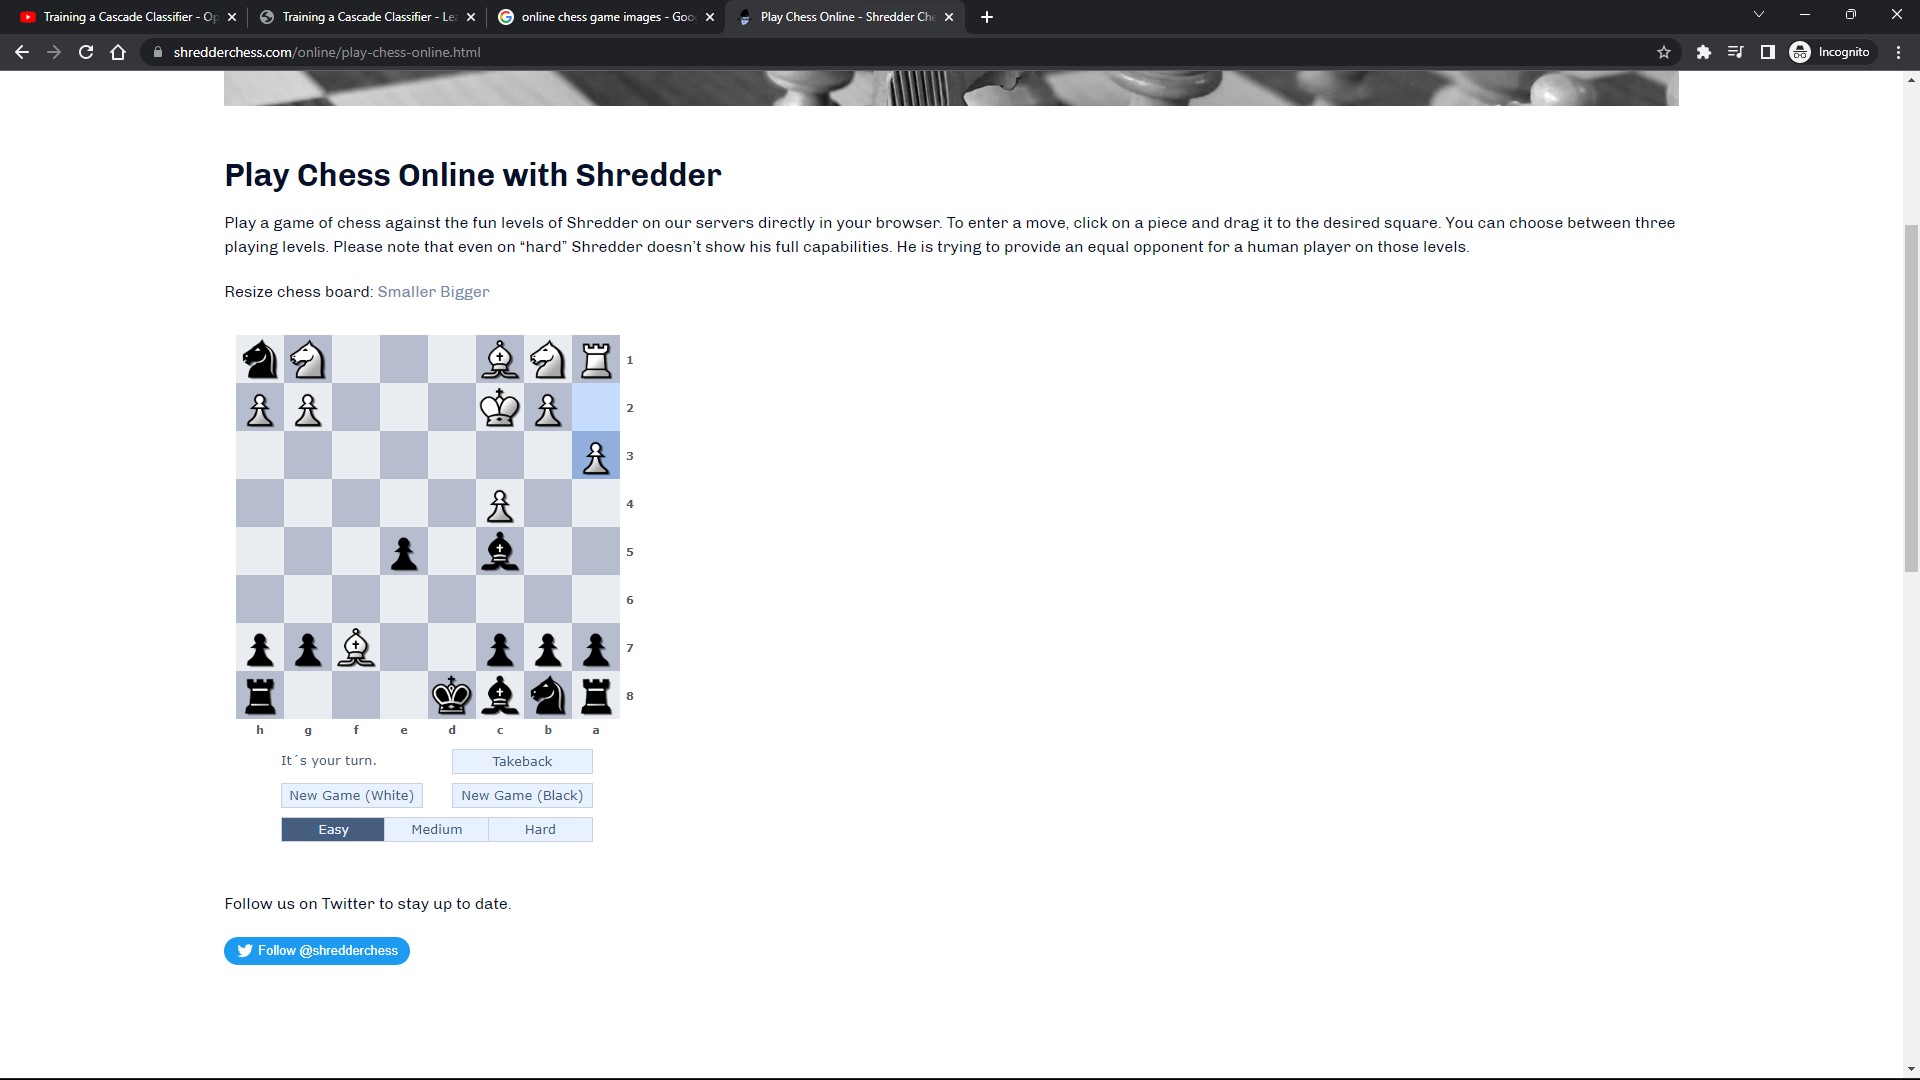 Training a Cascade Classifier - Op
Training a Cascade Classifier - Le
online chess game images - Goo
Play Chess Online - Shredder Che
shredderchess.com/online/play-chess-online.html
Incognito
Play Chess Online with Shredder
Play a game of chess against the fun levels of Shredder on our servers directly in your browser. To enter a move, click on a piece and drag it to the desired square. You can choose between three
playing levels. Please note that even on “hard” Shredder doesn’t show his full capabilities. He is trying to provide an equal opponent for a human player on those levels.
Resize chess board: Smaller Bigger
1
2
3
4
5
6
7
8
h g f e d c b a
It´s your turn.
Takeback
New Game (White)
New Game (Black)
Easy
Medium
Hard
Follow us on Twitter to stay up to date.
Follow @shredderchess